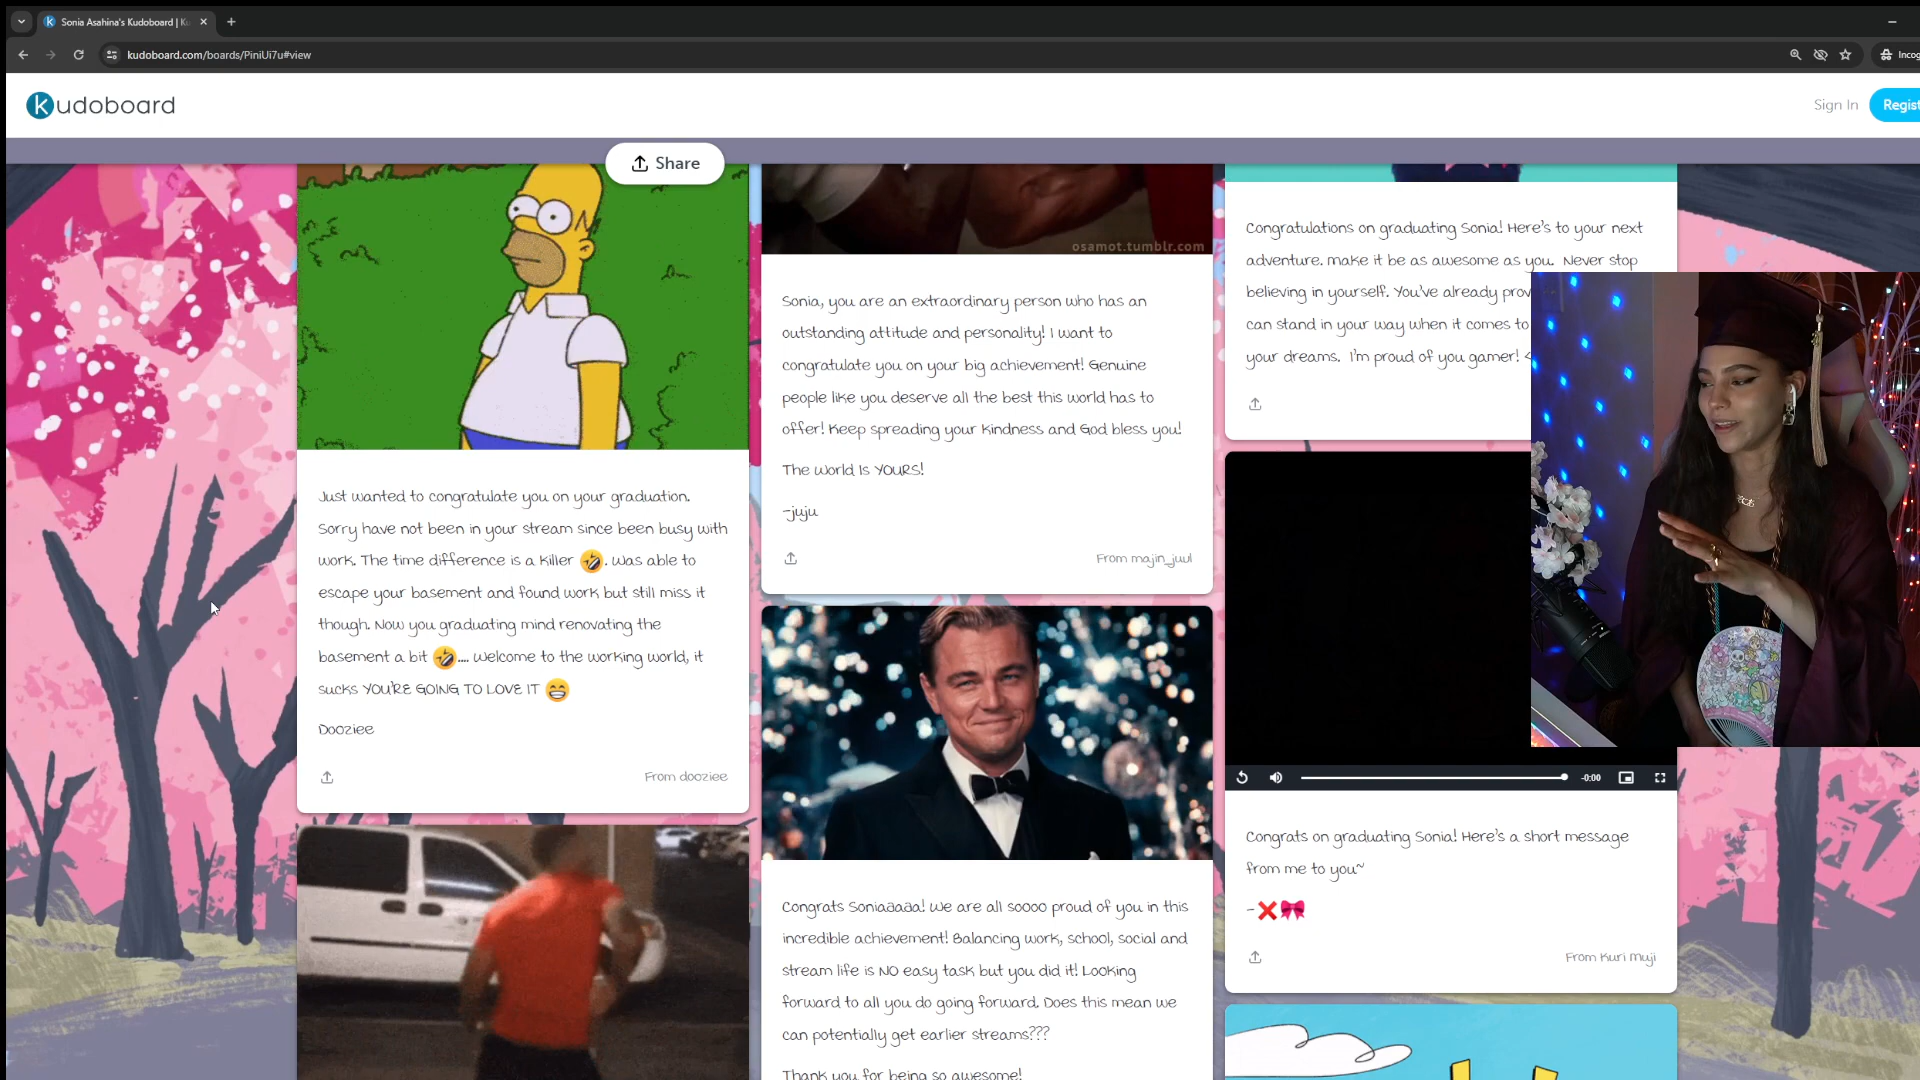 Sonia Asahina's Kudoboard | Ku
kudoboard.com/boards/PiniUi7u#view
Incog
kudoboard
Sign In
Regist
Share
Just wanted to congratulate you on your graduation.
Sorry have not been in your stream since been busy with
work. The time difference is a killer 🤣. Was able to
escape your basement and found work but still miss it
though. Now you graduating mind renovating the
basement a bit 🤣.... Welcome to the working world, it
sucks YOU'RE GOING TO LOVE IT 😁
Dooziee
From dooziee
osamot.tumblr.com
Sonia, you are an extraordinary person who has an
outstanding attitude and personality! I want to
congratulate you on your big achievement! Genuine
people like you deserve all the best this world has to
offer! Keep spreading your kindness and God bless you!
The World Is YOURS!
-juju
From majin_juul
Congrats Soniaaaaa! We are all soooo proud of you in this
incredible achievement! Balancing work, school, social and
stream life is NO easy task but you did it! Looking
forward to all you do going forward. Does this mean we
can potentially get earlier streams???
Thank you for being so awesome!
Congratulations on graduating Sonia! Here's to your next
adventure. make it be as awesome as you. Never stop
believing in yourself. You've already prov
can stand in your way when it comes to
your dreams. I'm proud of you gamer! <
-0:00
Congrats on graduating Sonia! Here's a short message
from me to you~
- ❌🎀
From Kuri Muji